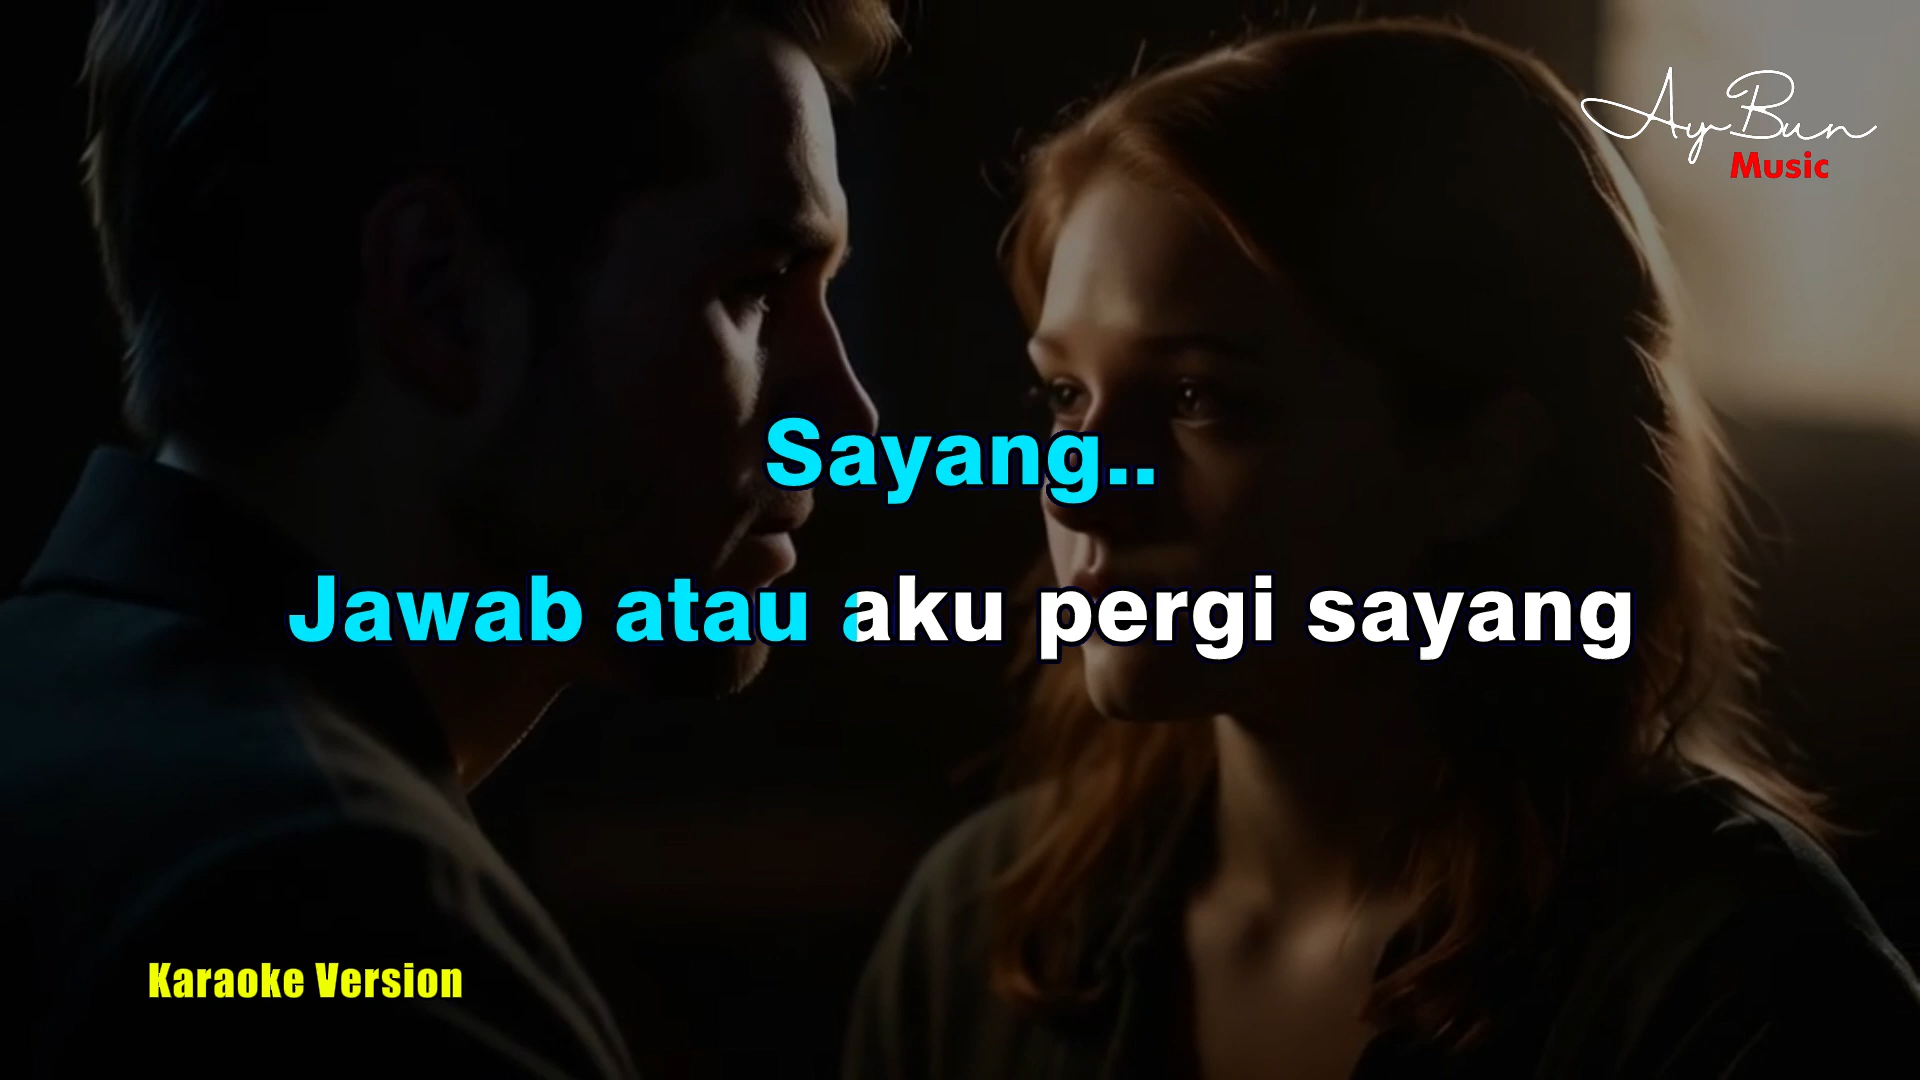 AyBun
Music
Sayang..
Jawab atau aku pergi sayang
Karaoke Version